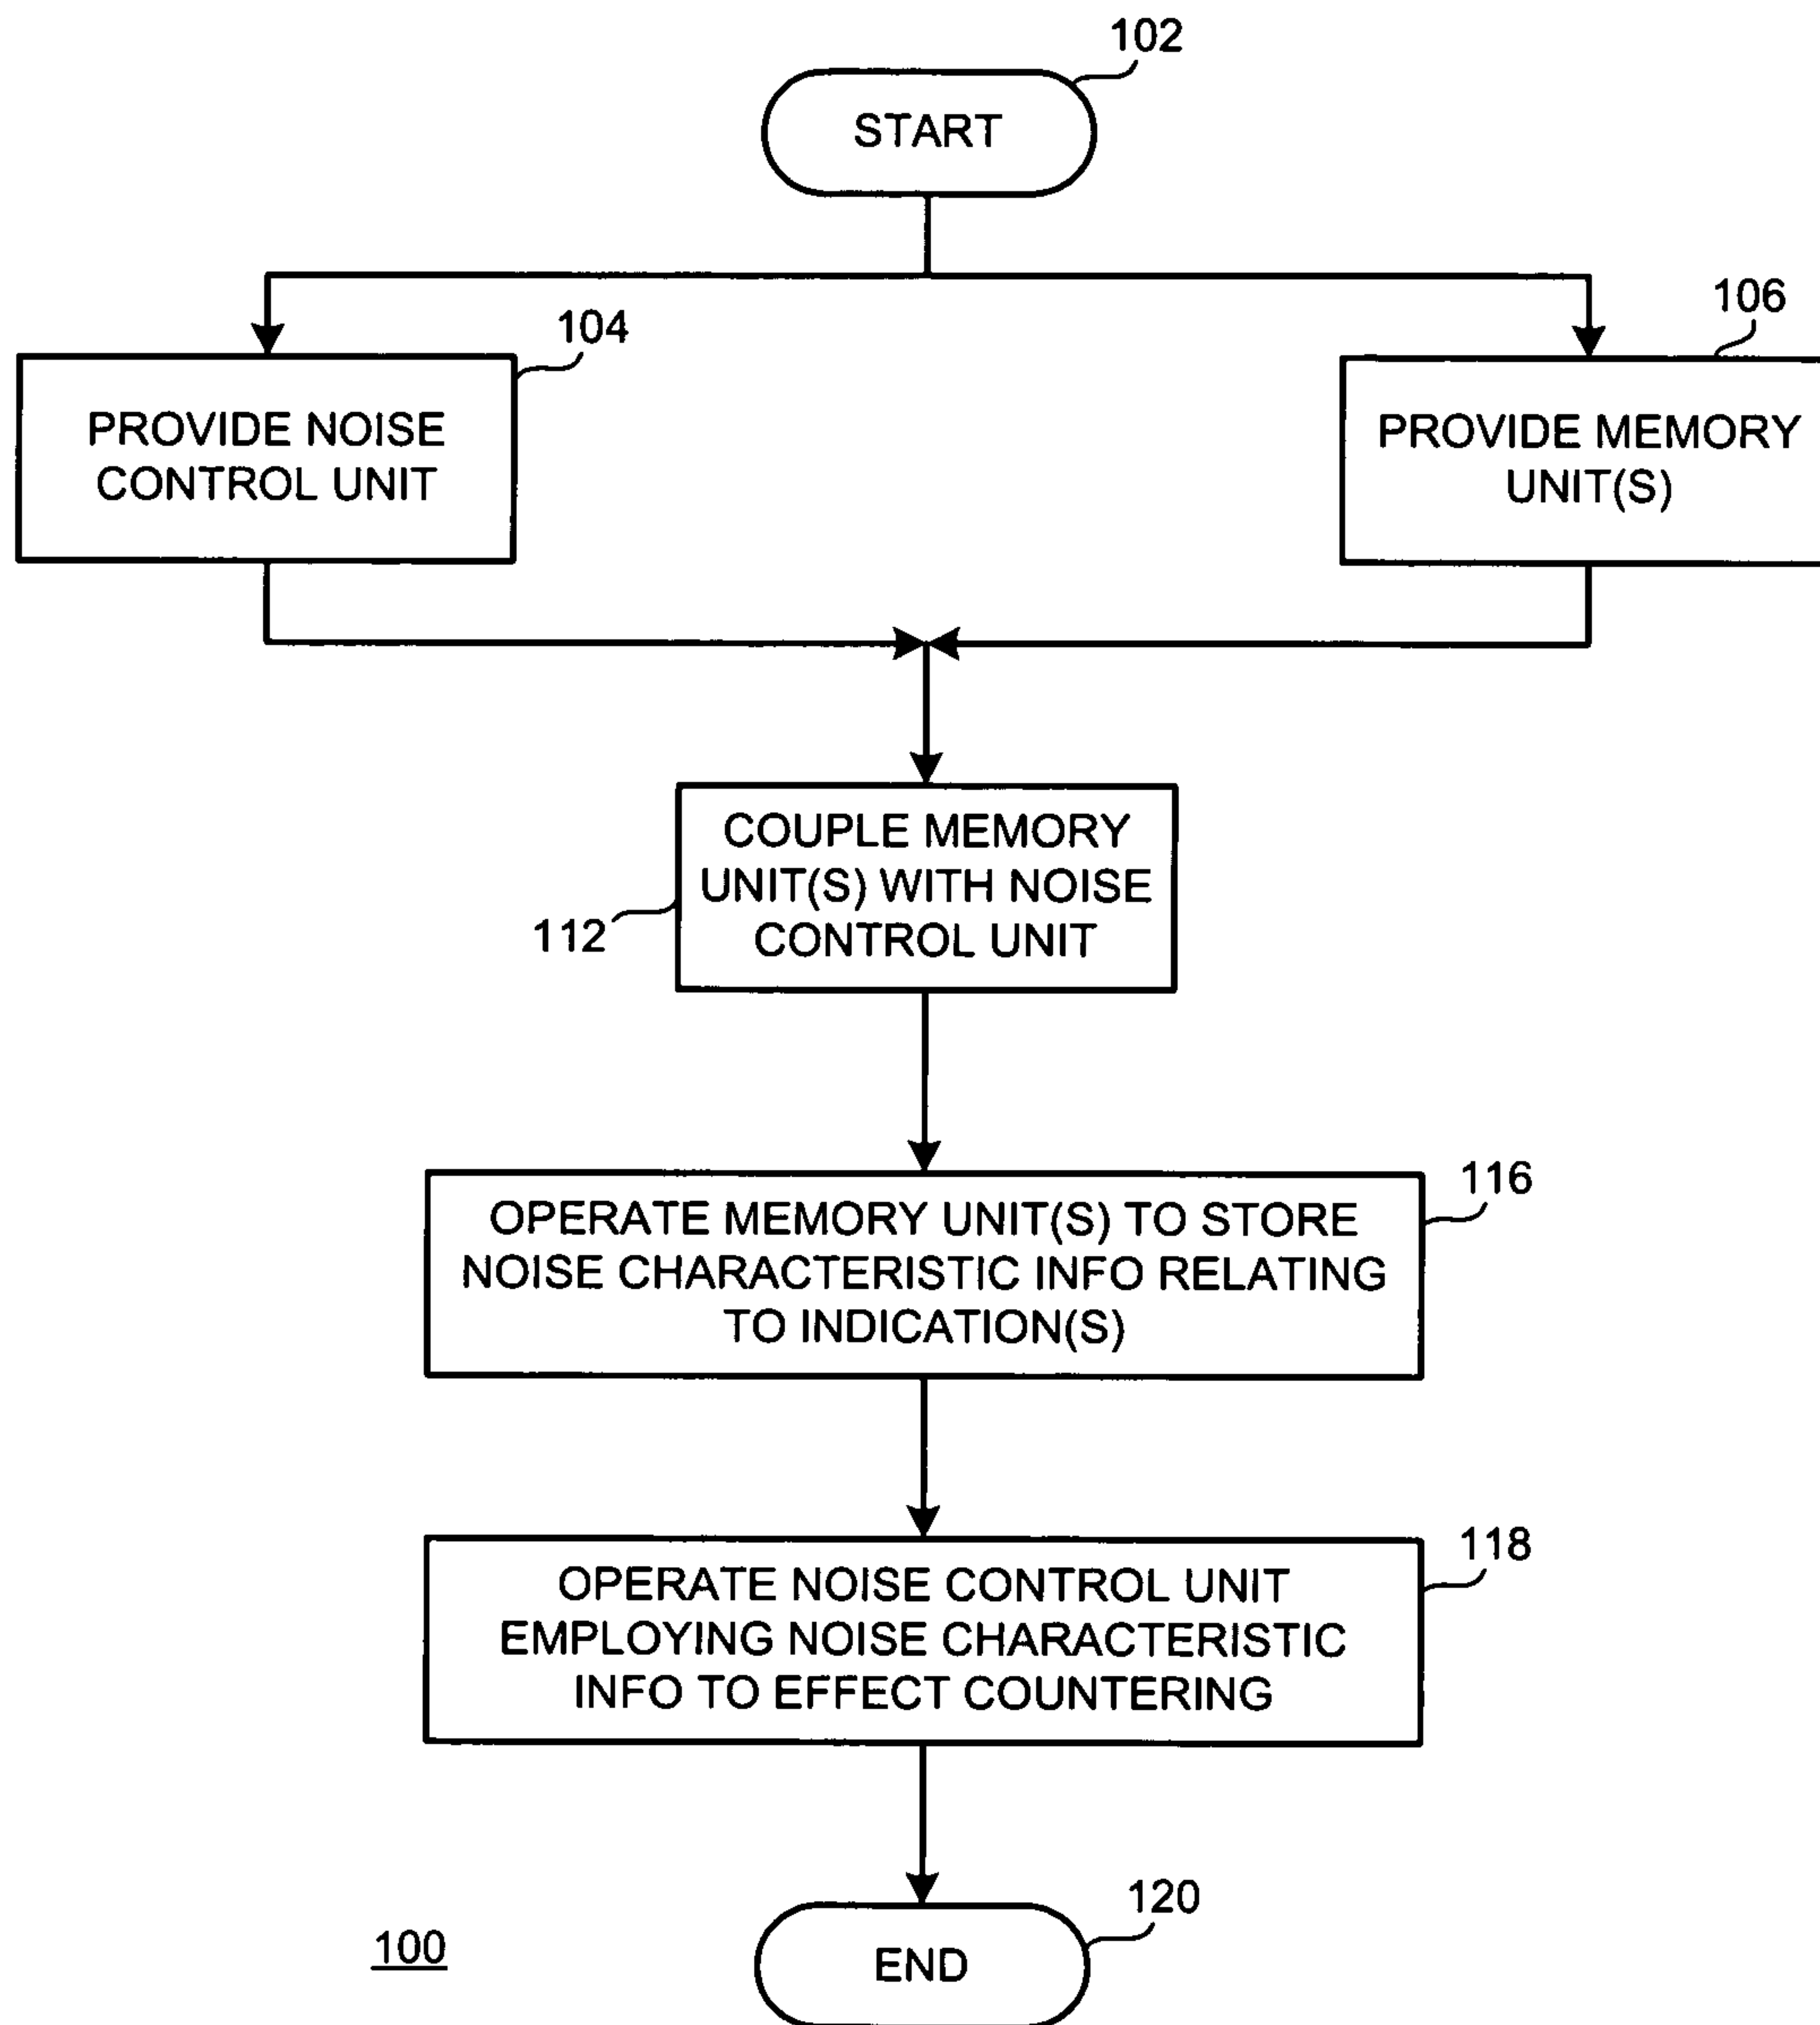 102
START
104
106
PROVIDE NOISE
CONTROL UNIT
PROVIDE MEMORY
UNIT(S)
COUPLE MEMORY
UNIT(S) WITH NOISE
CONTROL UNIT
112
116
OPERATE MEMORY UNIT(S) TO STORE
NOISE CHARACTERISTIC INFO RELATING
TO INDICATION(S)
118
OPERATE NOISE CONTROL UNIT
EMPLOYING NOISE CHARACTERISTIC
INFO TO EFFECT COUNTERING
120
END
100